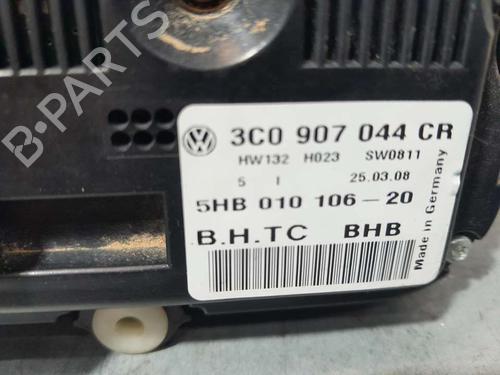 B-PARTS
3C0 907 044 CR
HW132 H023 SW0811
5 I 25.03.08
5HB 010 106-20
B.H.TC BHB
Made in Germany